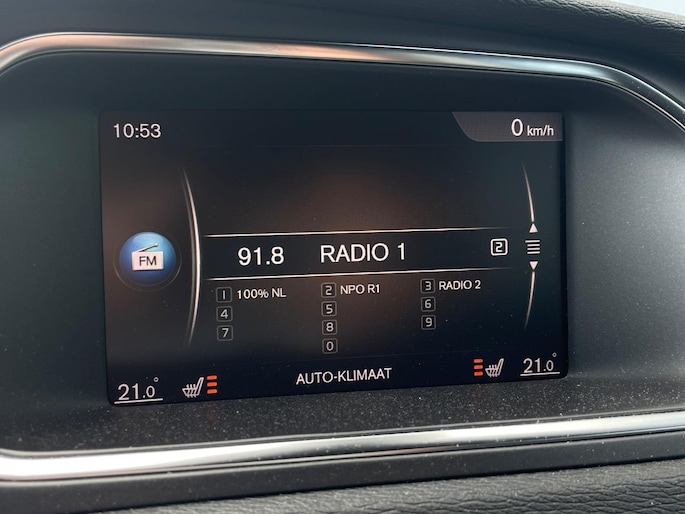 10:53 0 km/h
FM 91.8 RADIO 1 2
1 100% NL 2 NPO R1 3 RADIO 2
4 5 6
7 8 9
0
21.0° AUTO-KLIMAAT 21.0°